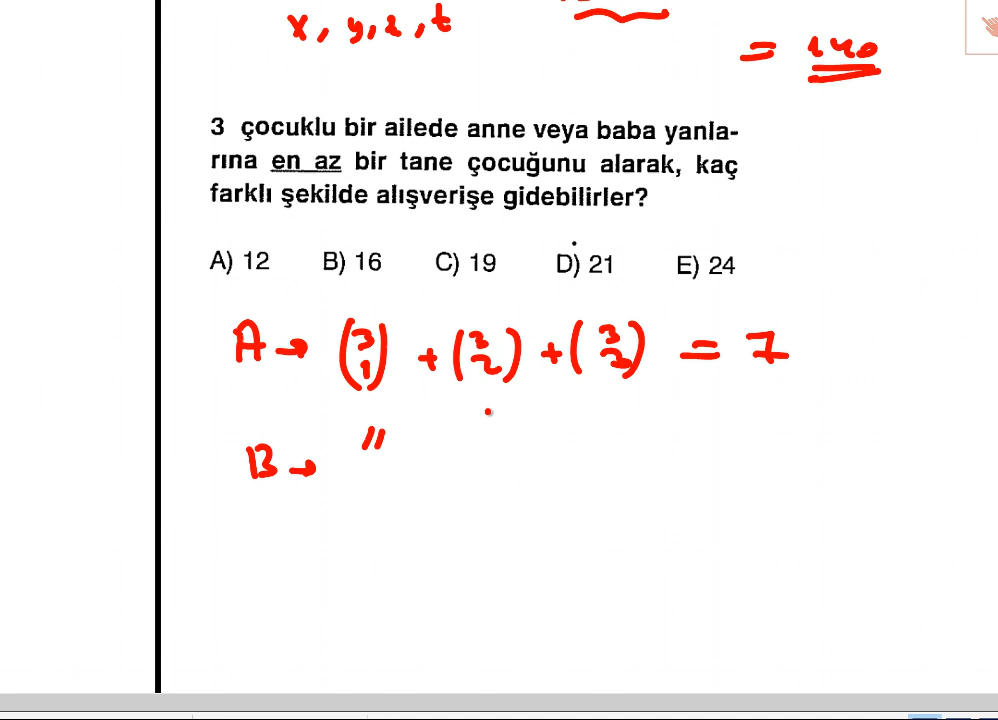 x, y, z, t
= 140
3 çocuklu bir ailede anne veya baba yanla-
rına en az bir tane çocuğunu alarak, kaç
farklı şekilde alışverişe gidebilirler?
A) 12 B) 16 C) 19 D) 21 E) 24
A → (3 1) + (3 2) + (3 3) = 7
B → "